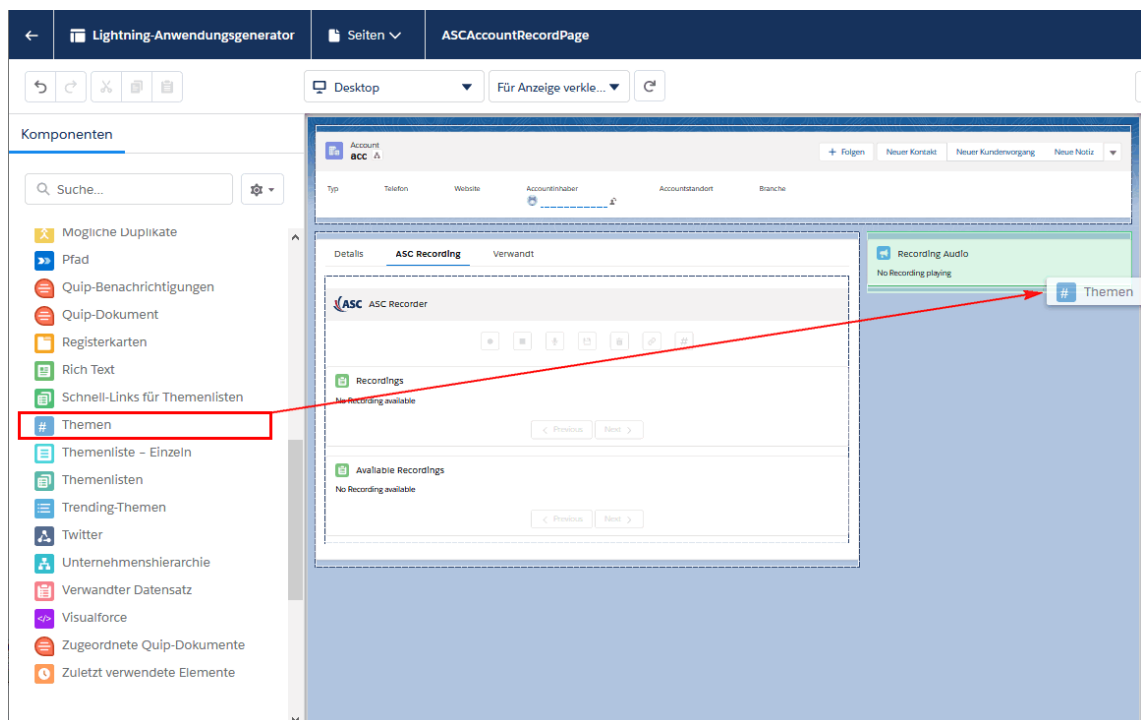 Lightning-Anwendungsgenerator
Seiten
ASCAccountRecordPage
Desktop
Für Anzeige verkle...
Komponenten
Suche...
Mögliche Duplikate
Pfad
Quip-Benachrichtigungen
Quip-Dokument
Registerkarten
Rich Text
Schnell-Links für Themenlisten
# Themen
Themenliste – Einzeln
Themenlisten
Trending-Themen
Twitter
Unternehmenshierarchie
Verwandter Datensatz
</> Visualforce
Zugeordnete Quip-Dokumente
Zuletzt verwendete Elemente
Account
acc
+ Folgen
Neuer Kontakt
Neuer Kundenvorgang
Neue Notiz
Typ
Telefon
Website
Accountinhaber
Accountstandort
Branche
Details
ASC Recording
Verwandt
ASC ASC Recorder
#
Recordings
No Recording available
< Previous
Next >
Available Recordings
No Recording available
< Previous
Next >
Recording Audio
No Recording playing
# Themen